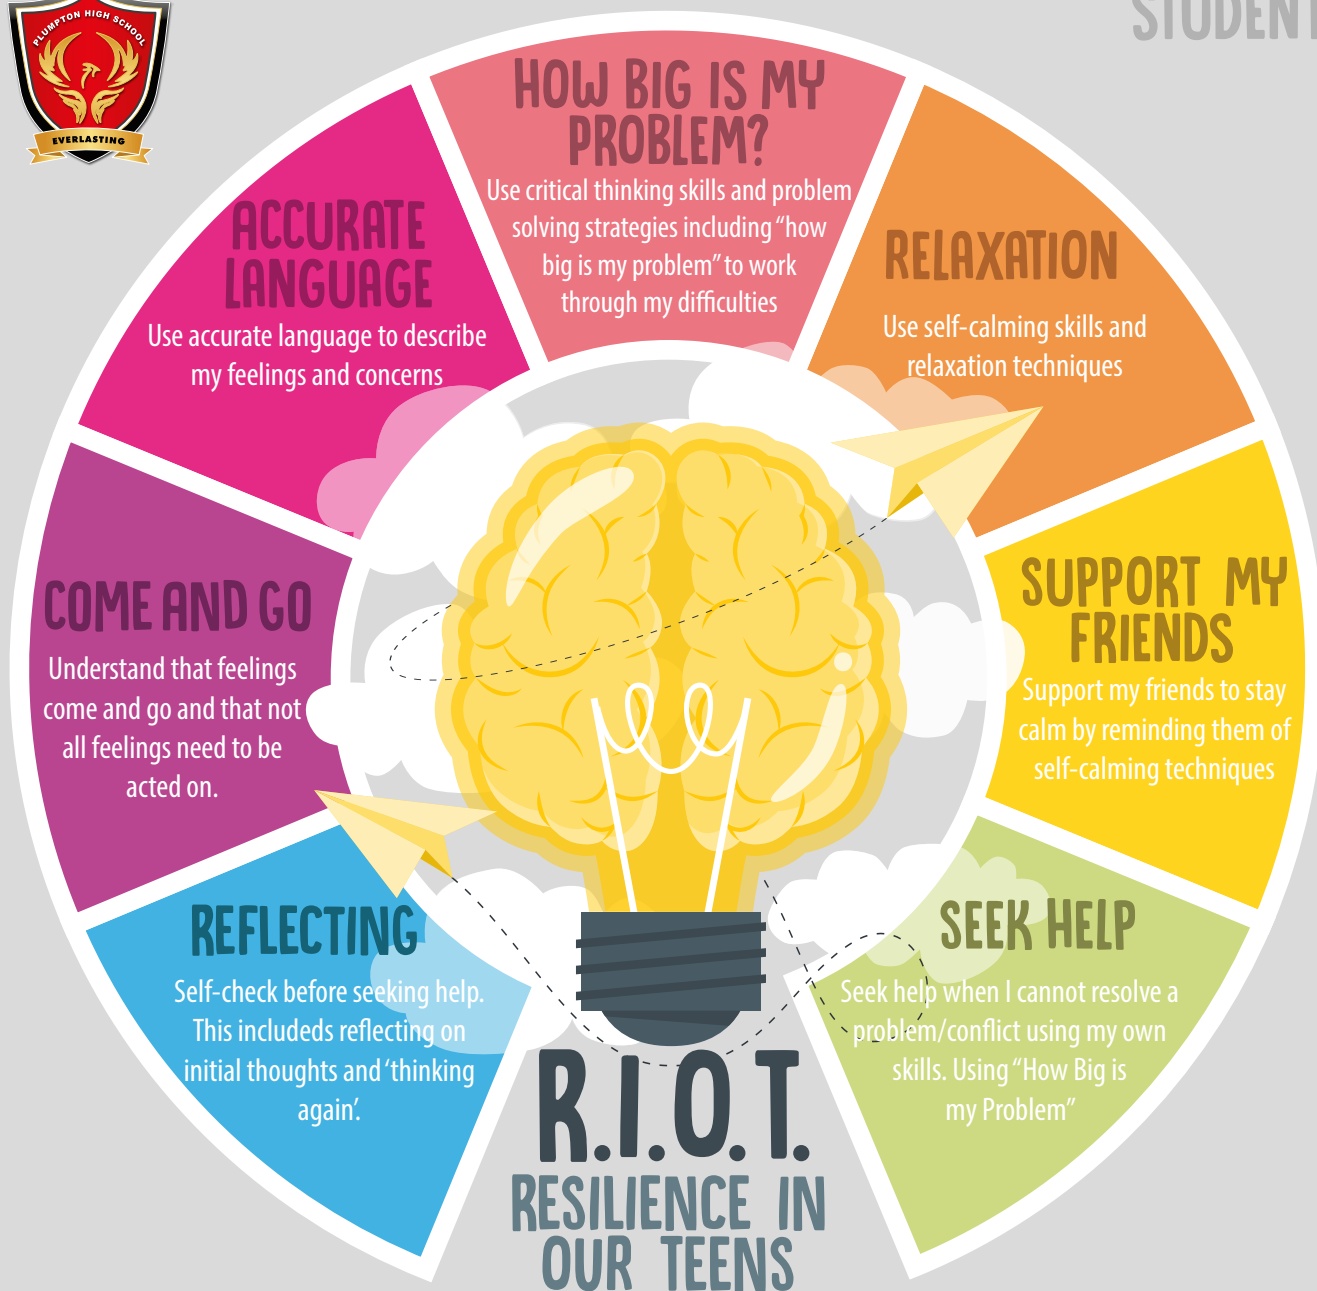 PLUMPTON HIGH SCHOOL
EVERLASTING
STUDENT
HOW BIG IS MY
PROBLEM?
Use critical thinking skills and problem
solving strategies including “how
big is my problem” to work
through my difficulties
ACCURATE
LANGUAGE
Use accurate language to describe
my feelings and concerns
RELAXATION
Use self-calming skills and
relaxation techniques
COME AND GO
Understand that feelings
come and go and that not
all feelings need to be
acted on.
SUPPORT MY
FRIENDS
Support my friends to stay
calm by reminding them of
self-calming techniques
REFLECTING
Self-check before seeking help.
This includeds reflecting on
initial thoughts and ‘thinking
again’.
SEEK HELP
Seek help when I cannot resolve a
problem/conflict using my own
skills. Using “How Big is
my Problem”
R.I.O.T.
RESILIENCE IN
OUR TEENS